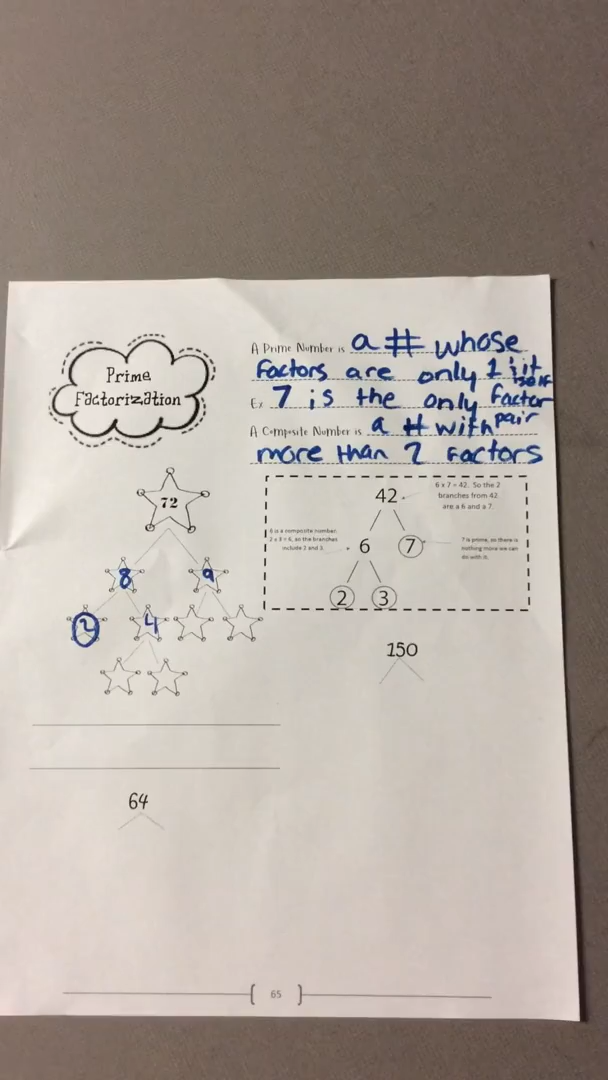 Prime
Factorization
A Prime Number is a # whose
factors are only 1 & itself
Ex 7 is the only factor
pair
A Composite Number is a # with
more than 2 factors
72
8 9
2 4
42
6 x 7 = 42. So the 2
branches from 42
are a 6 and a 7.
6 is a composite number.
2 x 3 = 6, so the branches
include 2 and 3.
6 7
7 is prime, so there is
nothing more we can
do with it.
2 3
150
64
65